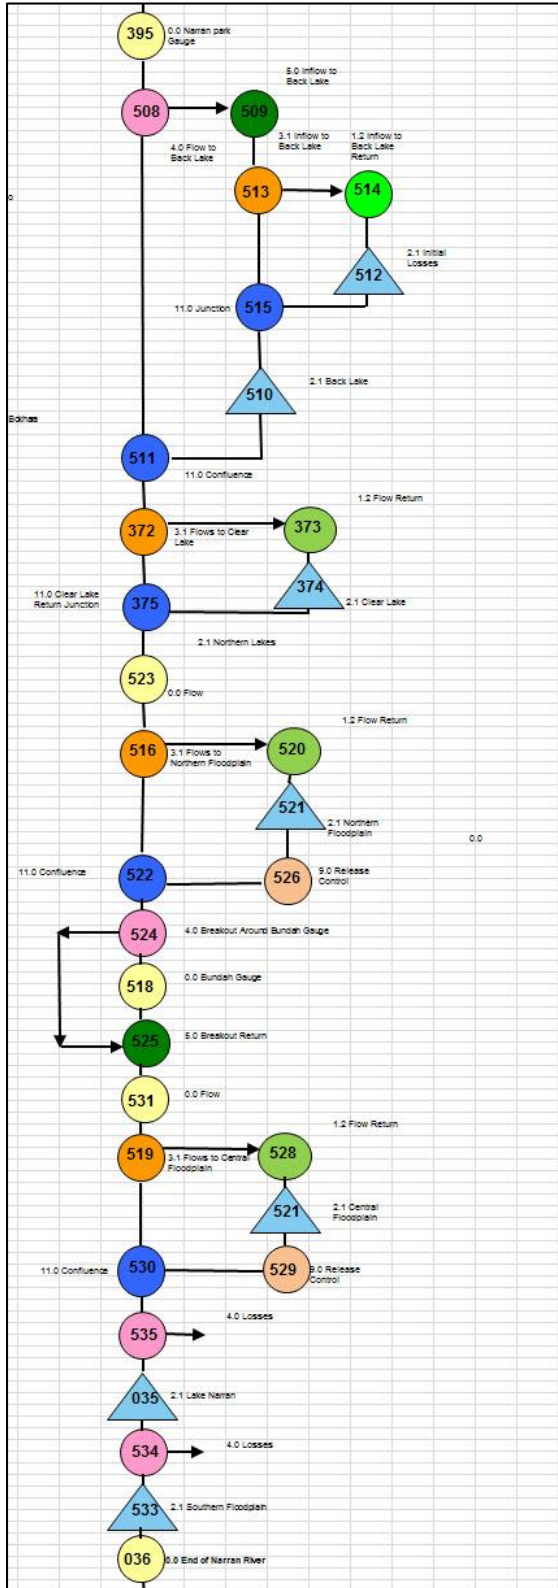 395
0.0 Narran park
Gauge
508
4.0 Flow to
Back Lake
5.0 Inflow to
Back Lake
509
3.1 Inflow to
Back Lake
1.2 Inflow to
Back Lake
Return
513
514
0
2.1 Initial
Losses
512
11.0 Junction
515
2.1 Back Lake
510
511
11.0 Confluence
372
3.1 Flows to Clear
Lake
1.2 Flow Return
373
11.0 Clear Lake
Return Junction
375
374
2.1 Clear Lake
2.1 Northern Lakes
523
0.0 Flow
516
3.1 Flows to
Northern Floodplain
1.2 Flow Return
520
521
2.1 Northern
Floodplain
0.0
11.0 Confluence
522
526
9.0 Release
Control
524
4.0 Breakout Around Bundah Gauge
518
0.0 Bundah Gauge
525
5.0 Breakout Return
531
0.0 Flow
519
3.1 Flows to Central
Floodplain
1.2 Flow Return
528
521
2.1 Central
Floodplain
11.0 Confluence
530
529
9.0 Release
Control
535
4.0 Losses
035
2.1 Lake Narran
534
4.0 Losses
533
2.1 Southern Floodplain
036
0.0 End of Narran River